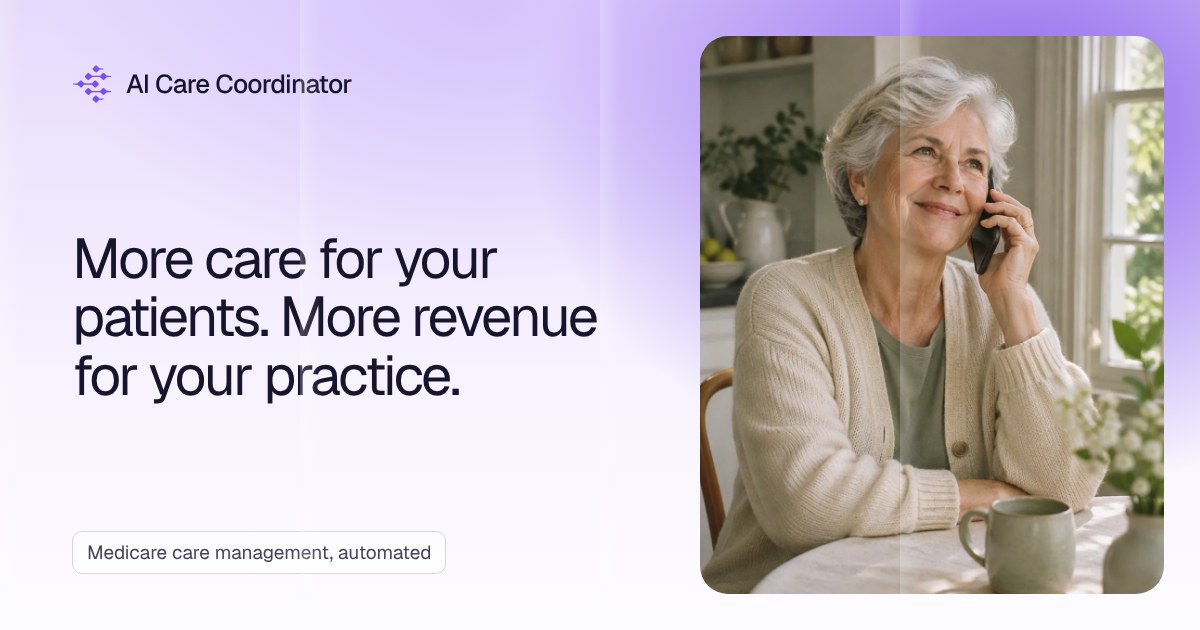 AI Care Coordinator
More care for your
patients. More revenue
for your practice.
Medicare care management, automated